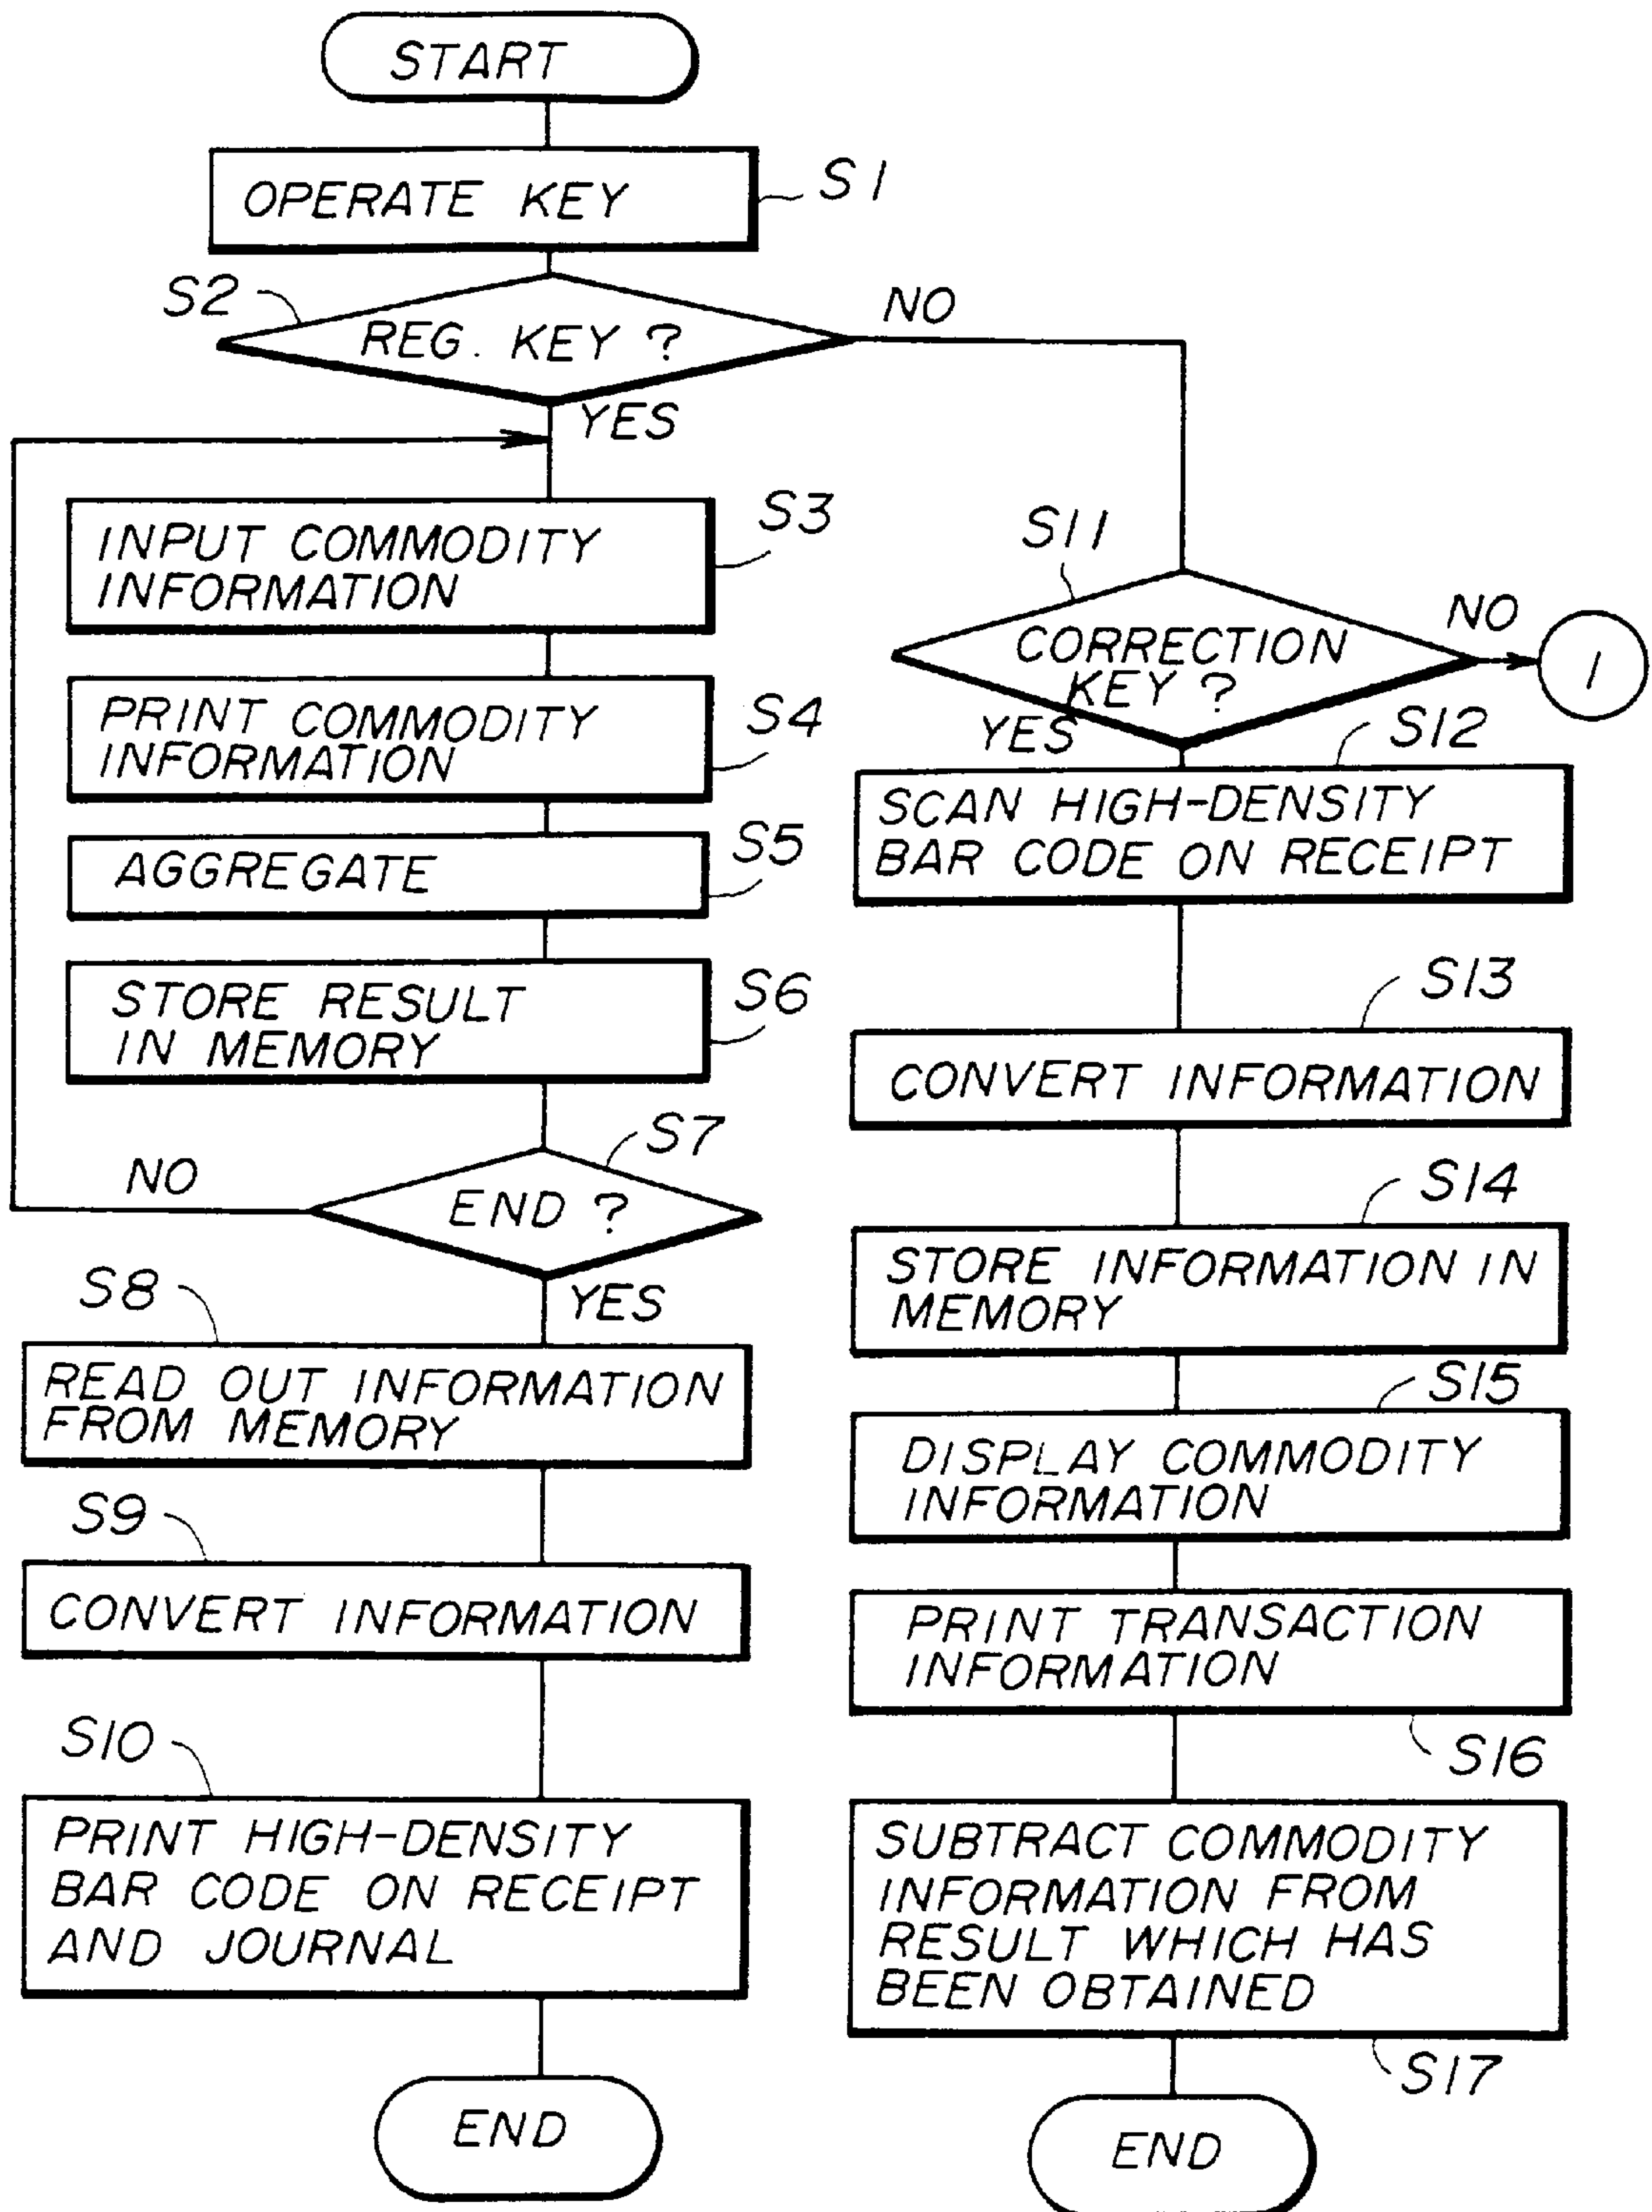 START
OPERATE KEY
S1
S2
REG. KEY ?
NO
YES
INPUT COMMODITY
INFORMATION
S3
PRINT COMMODITY
INFORMATION
S4
AGGREGATE
S5
STORE RESULT
IN MEMORY
S6
S7
END ?
NO
YES
S8
READ OUT INFORMATION
FROM MEMORY
S9
CONVERT INFORMATION
S10
PRINT HIGH-DENSITY
BAR CODE ON RECEIPT
AND JOURNAL
END
S11
CORRECTION
KEY ?
NO
1
YES
S12
SCAN HIGH-DENSITY
BAR CODE ON RECEIPT
S13
CONVERT INFORMATION
S14
STORE INFORMATION IN
MEMORY
S15
DISPLAY COMMODITY
INFORMATION
PRINT TRANSACTION
INFORMATION
S16
SUBTRACT COMMODITY
INFORMATION FROM
RESULT WHICH HAS
BEEN OBTAINED
S17
END